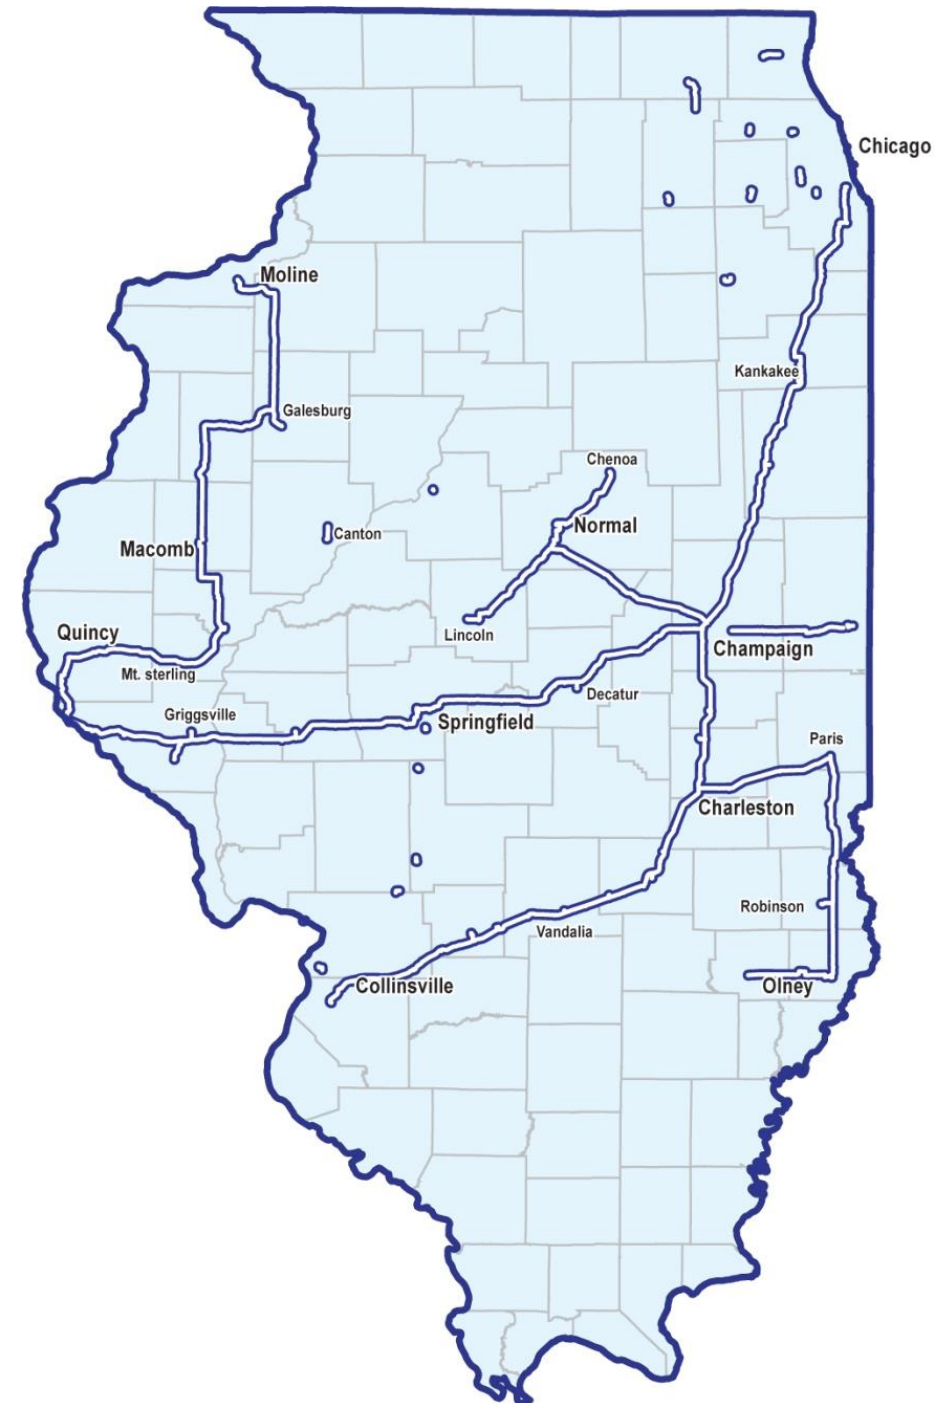 Chicago
Moline
Kankakee
Galesburg
Chenoa
Normal
Canton
Macomb
Quincy
Lincoln
Champaign
Mt. sterling
Decatur
Griggsville
Springfield
Paris
Charleston
Robinson
Vandalia
Collinsville
Olney